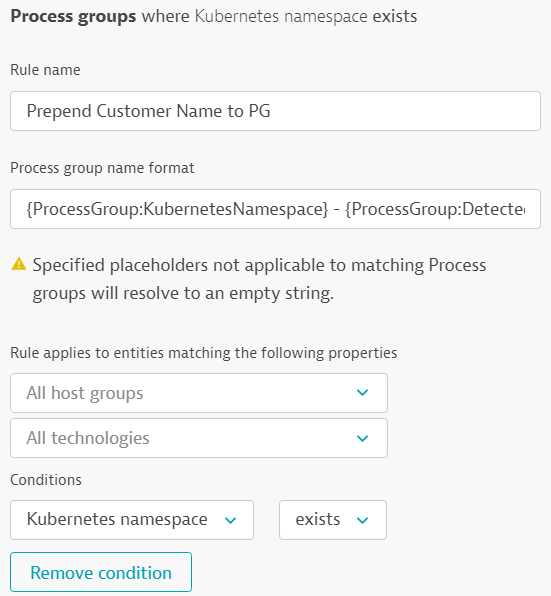 Process groups where Kubernetes namespace exists
Rule name
Prepend Customer Name to PG
Process group name format
{ProcessGroup:KubernetesNamespace} - {ProcessGroup:Detected
Specified placeholders not applicable to matching Process
groups will resolve to an empty string.
Rule applies to entities matching the following properties
All host groups
All technologies
Conditions
Kubernetes namespace exists
Remove condition